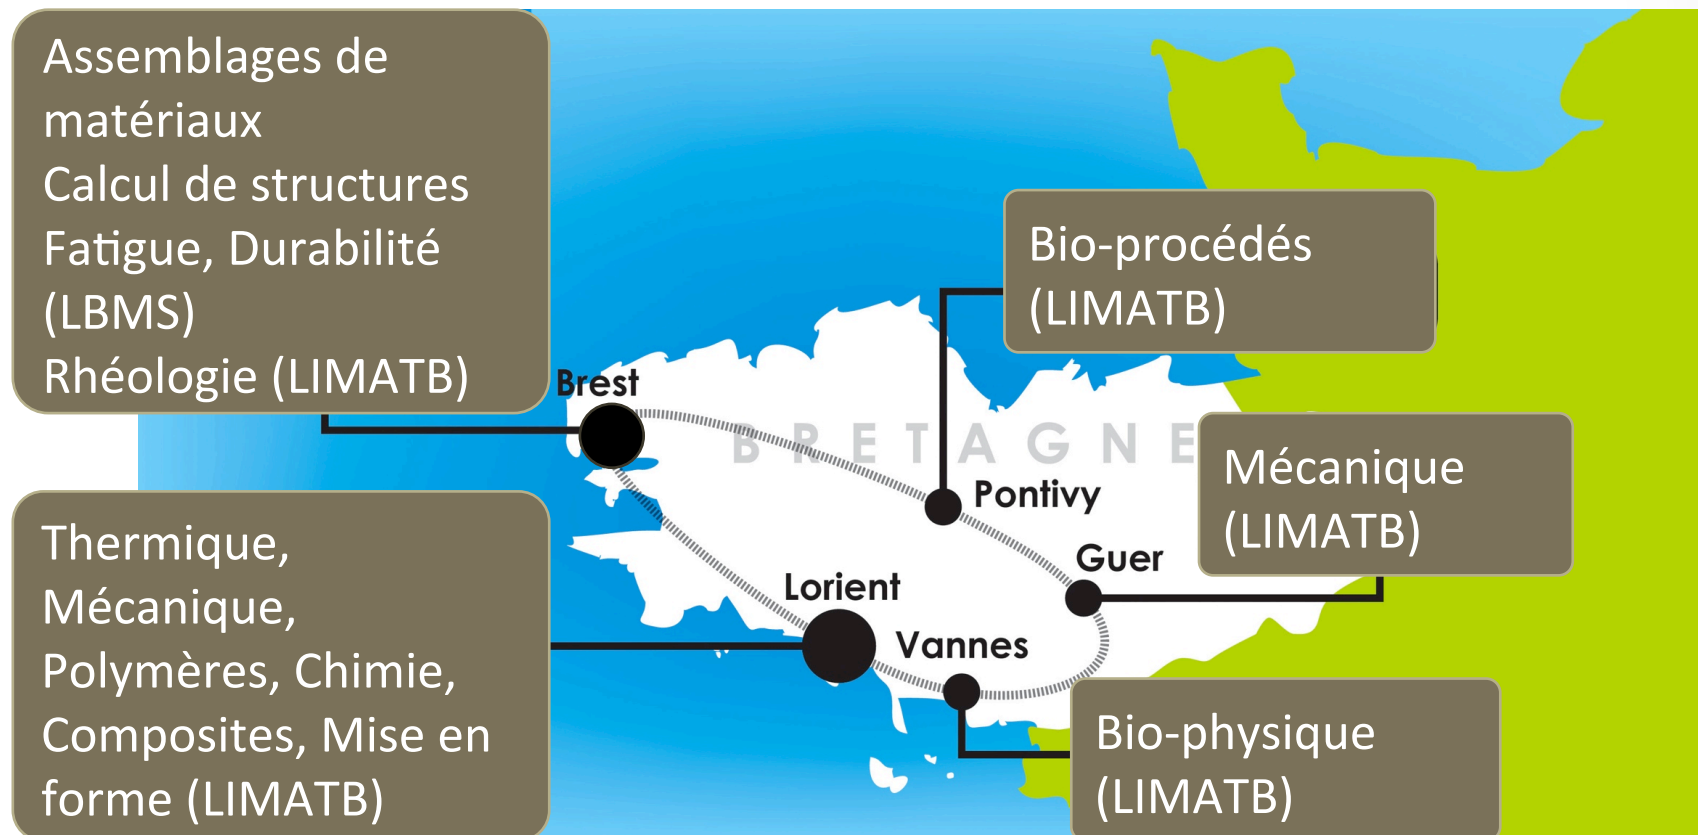 Assemblages de
matériaux
Calcul de structures
Fatigue, Durabilité
(LBMS)
Rhéologie (LIMATB)
Bio-procédés
(LIMATB)
Brest
BRETAGNE
Mécanique
(LIMATB)
Pontivy
Guer
Lorient
Vannes
Thermique,
Mécanique,
Polymères, Chimie,
Composites, Mise en
forme (LIMATB)
Bio-physique
(LIMATB)